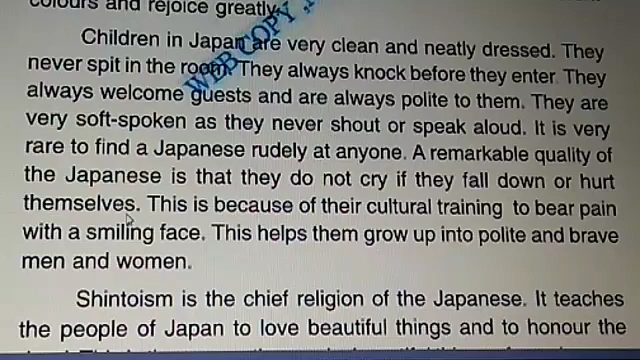 colours and rejoice greatly.
Children in Japan are very clean and neatly dressed. They
never spit in the room. They always knock before they enter. They
always welcome guests and are always polite to them. They are
very soft-spoken as they never shout or speak aloud. It is very
rare to find a Japanese rudely at anyone. A remarkable quality of
the Japanese is that they do not cry if they fall down or hurt
themselves. This is because of their cultural training to bear pain
with a smiling face. This helps them grow up into polite and brave
men and women.
Shintoism is the chief religion of the Japanese. It teaches
the people of Japan to love beautiful things and to honour the
WEB COPY